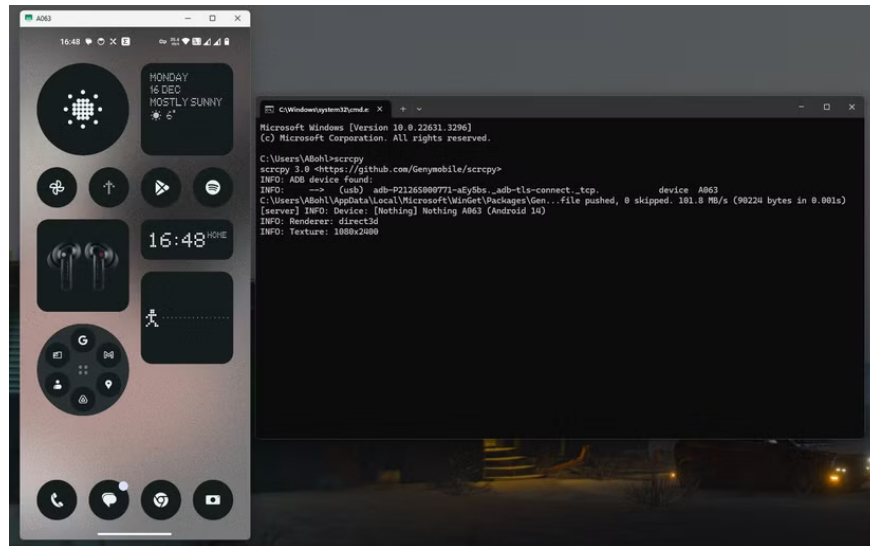 A063
16:48
MONDAY
16 DEC
MOSTLY SUNNY
6°
16:48 HOME
G
C:\Windows\system32\cmd.e:
Microsoft Windows [Version 10.0.22631.3296]
(c) Microsoft Corporation. All rights reserved.
C:\Users\ABohl>scrcpy
scrcpy 3.0 <https://github.com/Genymobile/scrcpy>
INFO: ADB device found:
INFO:     --> (usb) adb-P21265000771-aEy5bs._adb-tls-connect._tcp. device A063
C:\Users\ABohl\AppData\Local\Microsoft\WinGet\Packages\Gen...file pushed, 0 skipped. 101.8 MB/s (90224 bytes in 0.001s)
[server] INFO: Device: [Nothing] Nothing A063 (Android 14)
INFO: Renderer: direct3d
INFO: Texture: 1080x2400